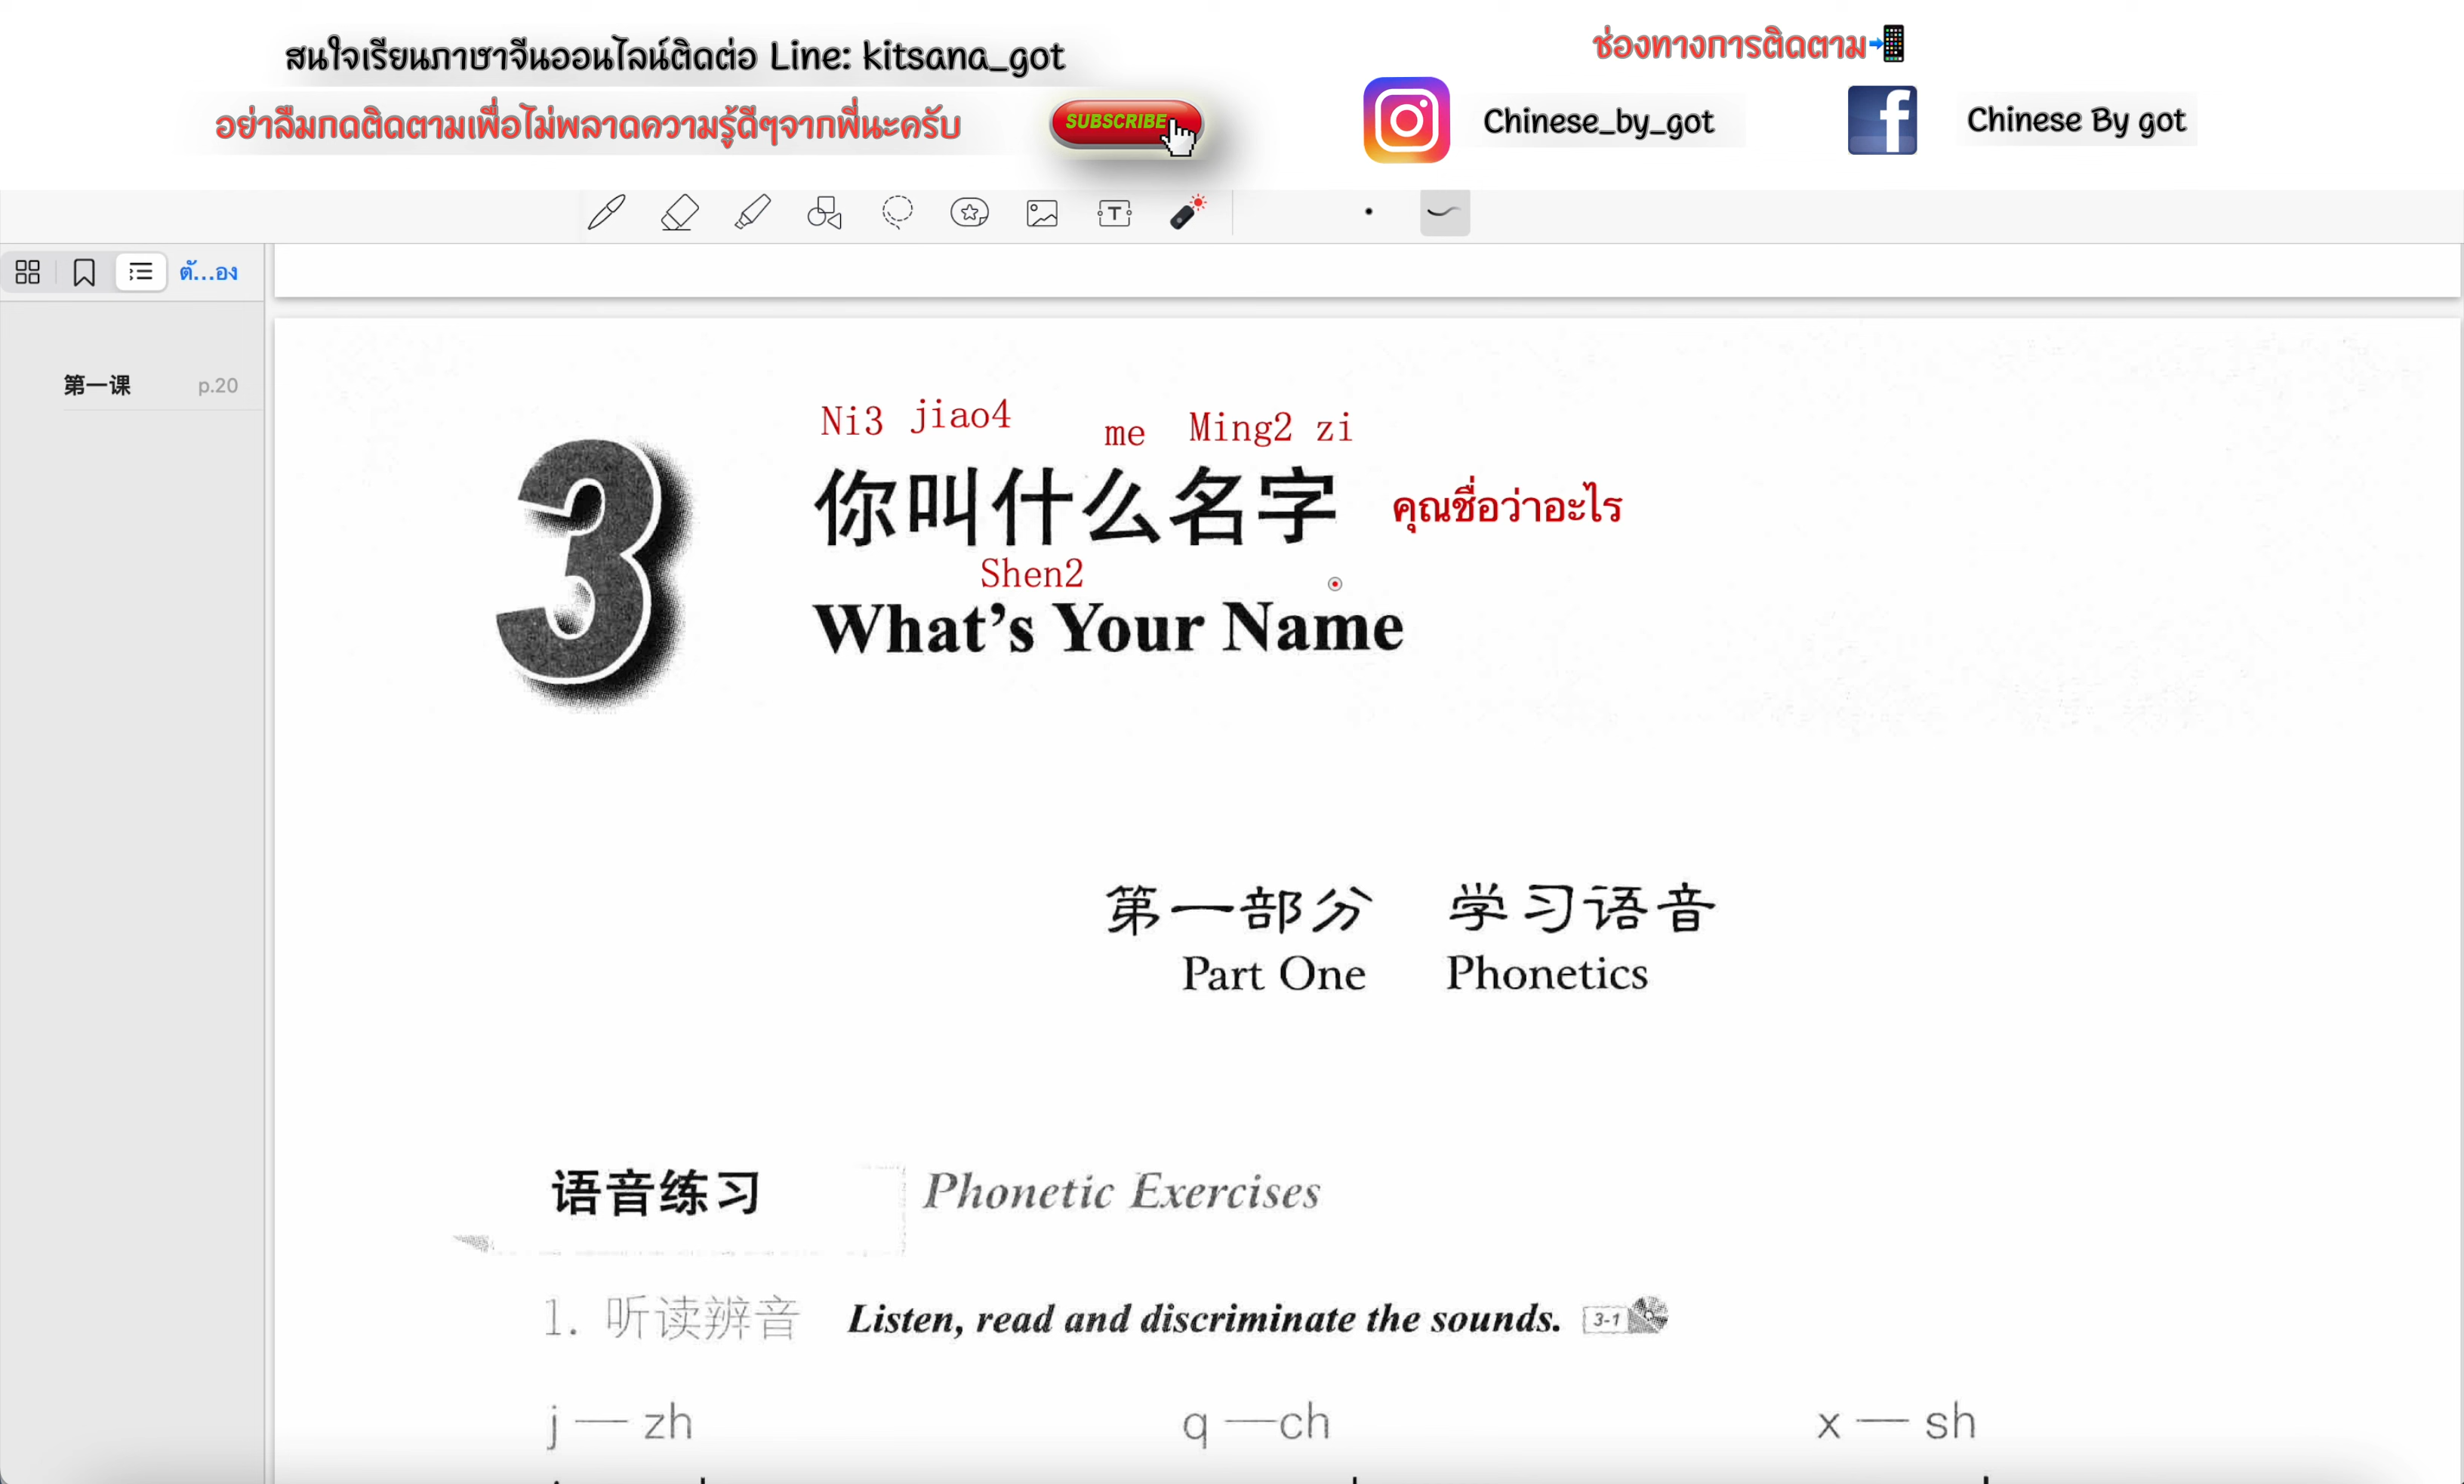 สนใจเรียนภาษาจีนออนไลน์ติดต่อ Line: kitsana_got
ช่องทางการติดตาม
อย่าลืมกดติดตามเพื่อไม่พลาดความรู้ดีๆจากพี่นะครับ
SUBSCRIBE
Chinese_by_got
Chinese By got
ตั...อง
第一课 p.20
Ni3 jiao4 me Ming2 zi
3
你叫什么名字 คุณชื่อว่าอะไร
Shen2
What's Your Name
第一部分 学习语音
Part One Phonetics
语音练习 Phonetic Exercises
1. 听读辨音 Listen, read and discriminate the sounds. 3-1
j — zh q — ch x — sh